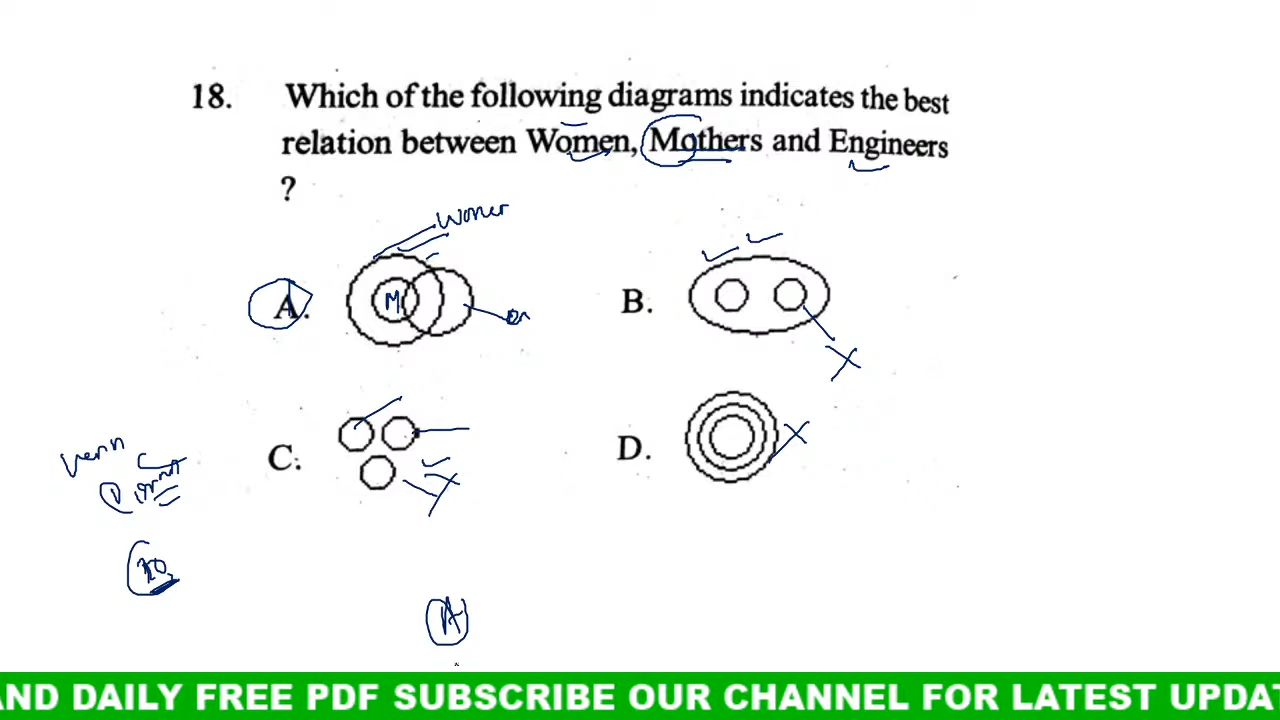 18. Which of the following diagrams indicates the best
relation between Women, Mothers and Engineers
?
Women
A. M
B.
X
C.
D. X
Venn
A
AND DAILY FREE PDF SUBSCRIBE OUR CHANNEL FOR LATEST UPDAT